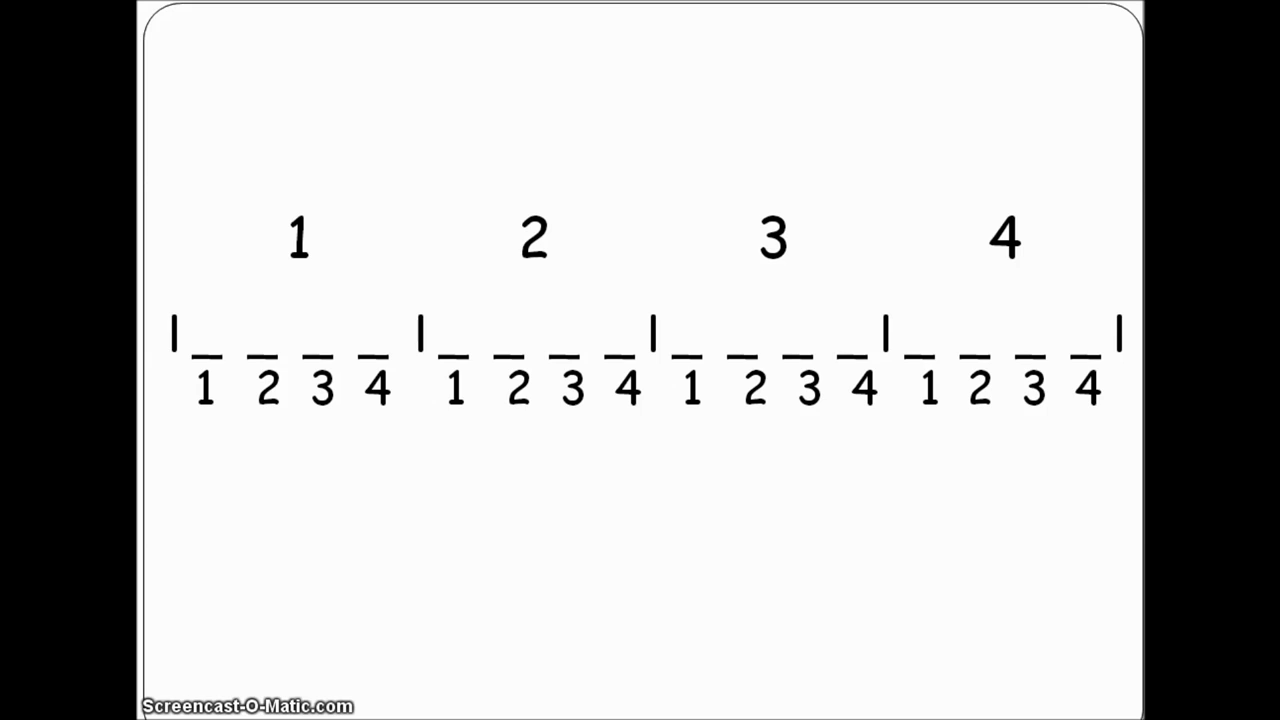 1 2 3 4
|_ _ _ _|_ _ _ _|_ _ _ _|_ _ _ _|
1 2 3 4 1 2 3 4 1 2 3 4 1 2 3 4
Screencast-O-Matic.com